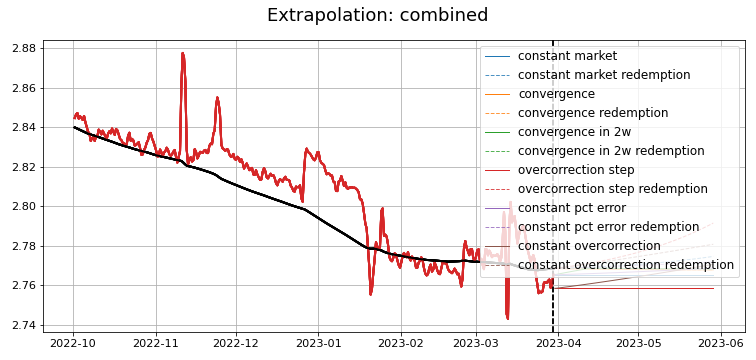 Extrapolation: combined
2.88
2.86
2.84
2.82
2.80
2.78
2.76
2.74
constant market
constant market redemption
convergence
convergence redemption
convergence in 2w
convergence in 2w redemption
overcorrection step
overcorrection step redemption
constant pct error
constant pct error redemption
constant overcorrection
constant overcorrection redemption
2022-10 2022-11 2022-12 2023-01 2023-02 2023-03 2023-04 2023-05 2023-06